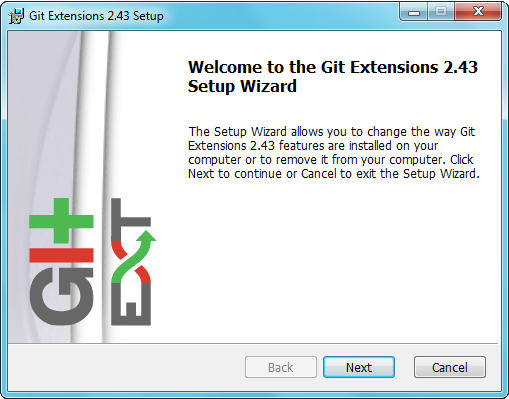 Git Extensions 2.43 Setup
Welcome to the Git Extensions 2.43
Setup Wizard
The Setup Wizard allows you to change the way Git
Extensions 2.43 features are installed on your
computer or to remove it from your computer. Click
Next to continue or Cancel to exit the Setup Wizard.
GIt
EXT
Back
Next
Cancel